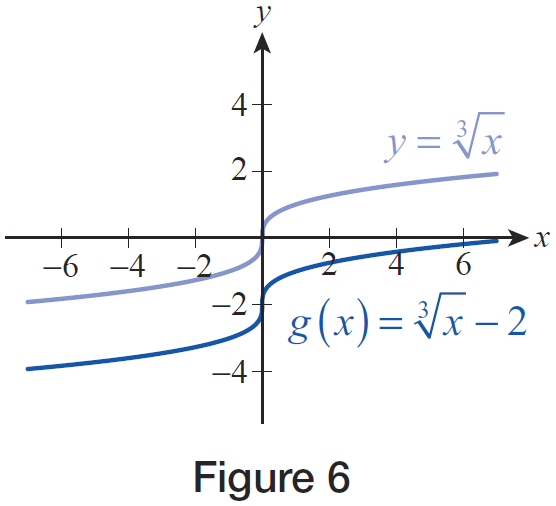 y
4
y = ∛x
2
x
−6 −4 −2 2 4 6
−2
g(x) = ∛x − 2
−4
Figure 6